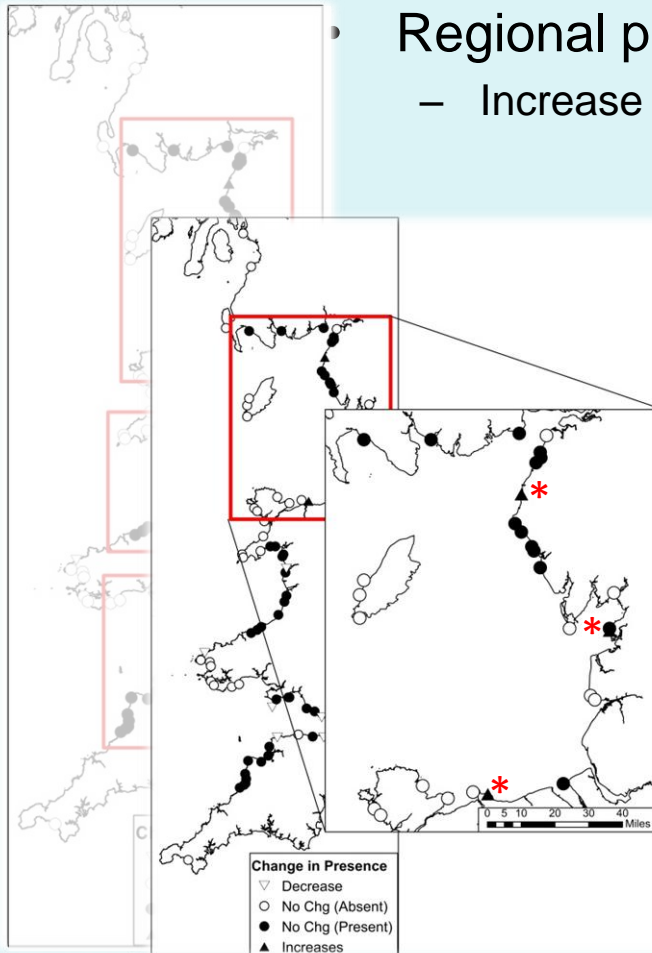 • Regional p
– Increase
*
*
*
0 5 10 20 30 40
Miles
Change in Presence
▽ Decrease
○ No Chg (Absent)
● No Chg (Present)
▲ Increases